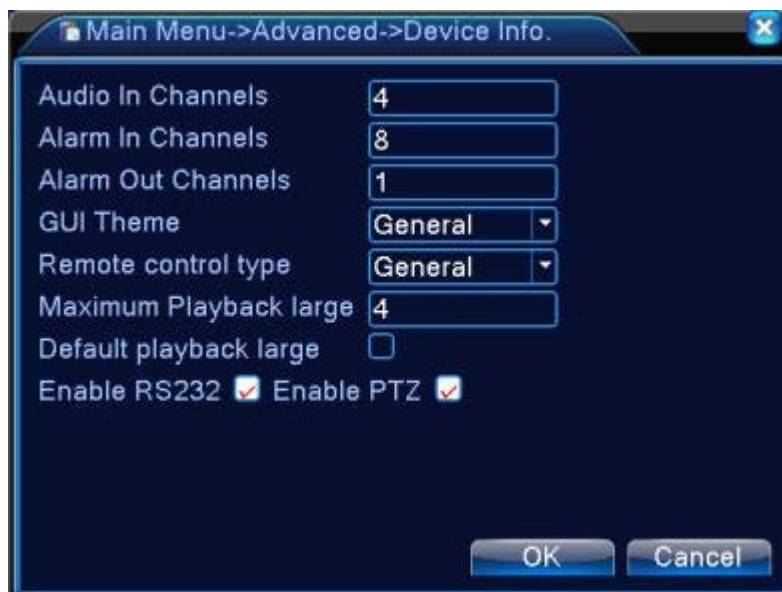 Main Menu->Advanced->Device Info.
Audio In Channels 4
Alarm In Channels 8
Alarm Out Channels 1
GUI Theme General
Remote control type General
Maximum Playback large 4
Default playback large
Enable RS232 Enable PTZ
OK Cancel